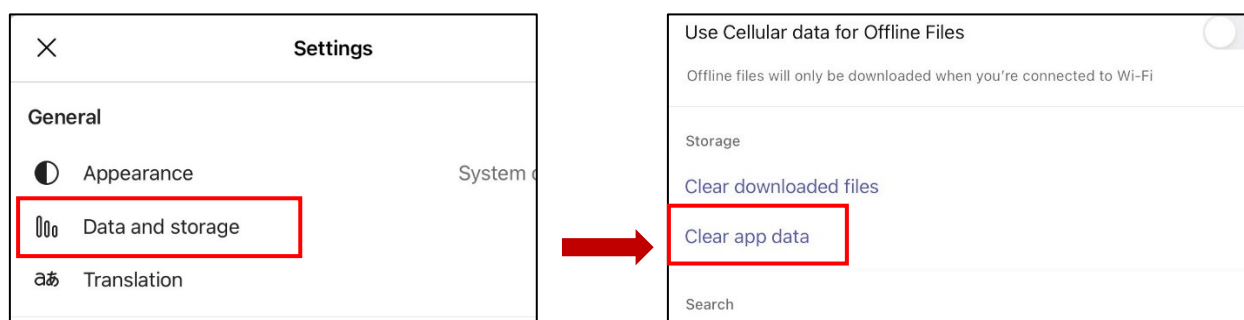 Settings
General
Appearance
System
Data and storage
aあ Translation
Use Cellular data for Offline Files
Offline files will only be downloaded when you're connected to Wi-Fi
Storage
Clear downloaded files
Clear app data
Search